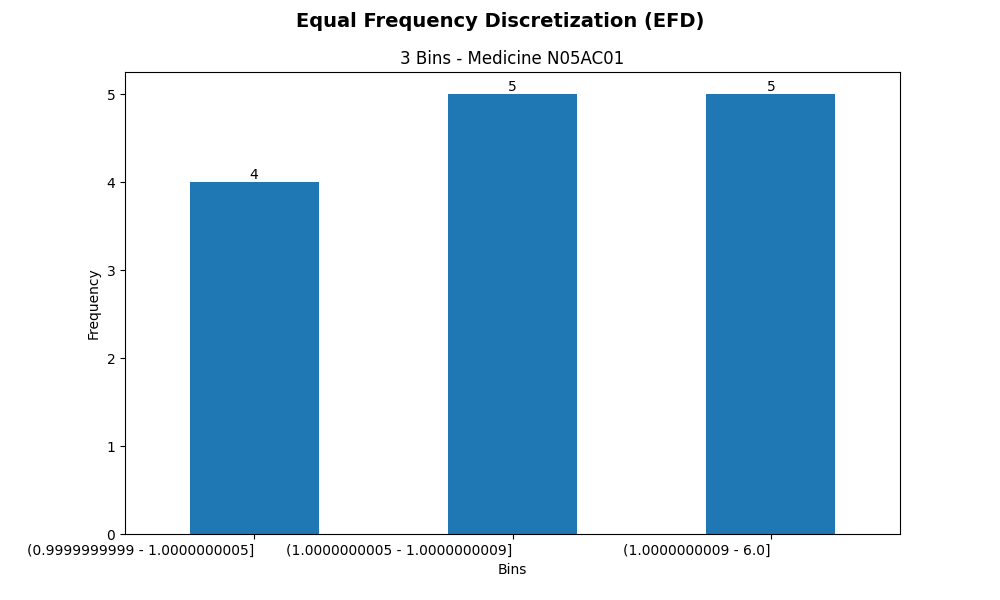 Equal Frequency Discretization (EFD)
3 Bins - Medicine N05AC01
5
5
5
4
4
3
2
1
0
Frequency
(0.9999999999 - 1.0000000005]
(1.0000000005 - 1.0000000009]
(1.0000000009 - 6.0]
Bins